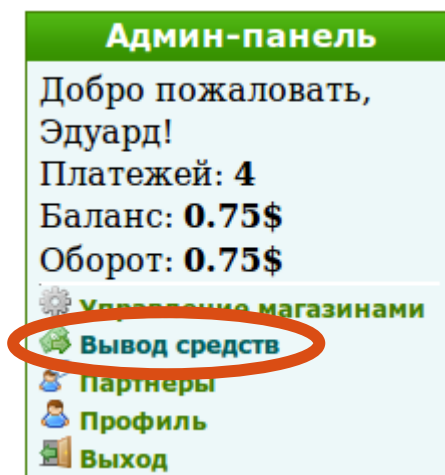 Админ-панель
Добро пожаловать,
Эдуард!
Платежей: 4
Баланс: 0.75$
Оборот: 0.75$
Управление магазинами
Вывод средств
Партнеры
Профиль
Выход